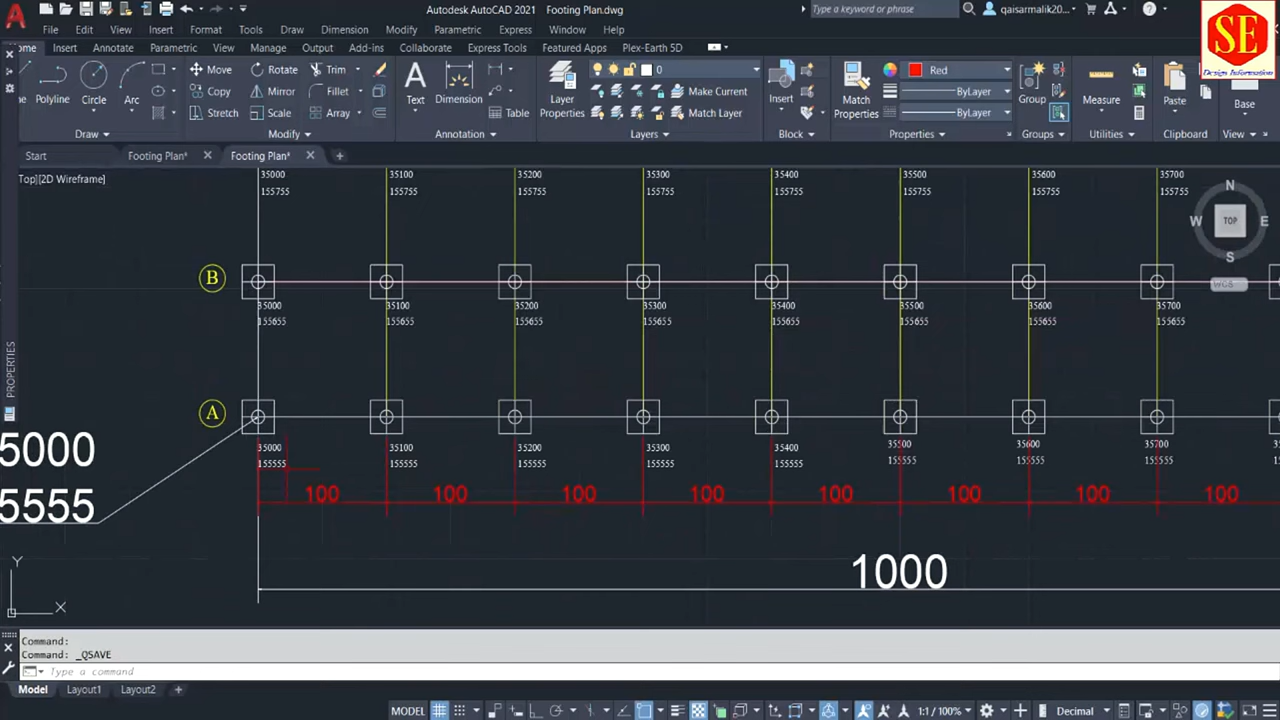 Autodesk AutoCAD 2021 Footing Plan.dwg
Type a keyword or phrase
qaisarmalik20...
SE
Design Information
File Edit View Insert Format Tools Draw Dimension Modify Parametric Express Window Help
Home Insert Annotate Parametric View Manage Output Add-ins Collaborate Express Tools Featured Apps Plex-Earth 5D
Polyline Circle Arc
Move Rotate Trim
Copy Mirror Fillet
Stretch Scale Array
Text Dimension Table
Layer Properties
0
Make Current
Match Layer
Insert
Match Properties
Red
ByLayer
ByLayer
Group
Measure
Paste
Base
Draw Modify Annotation Layers Block Properties Groups Utilities Clipboard View
Start Footing Plan* Footing Plan*
Top][2D Wireframe]
N
W TOP E
S
WCS
35000 35100 35200 35300 35400 35500 35600 35700
155755 155755 155755 155755 155755 155755 155755 155755
B
35000 35100 35200 35300 35400 35500 35600 35700
155655 155655 155655 155655 155655 155655 155655 155655
PROPERTIES
A
5000
5555
35000 35100 35200 35300 35400 35500 35600 35700
155555 155555 155555 155555 155555 155555 155555 155555
100 100 100 100 100 100 100 100
1000
Y
X
Command:
Command: _QSAVE
Type a command
Model Layout1 Layout2
MODEL 1:1 / 100% Decimal